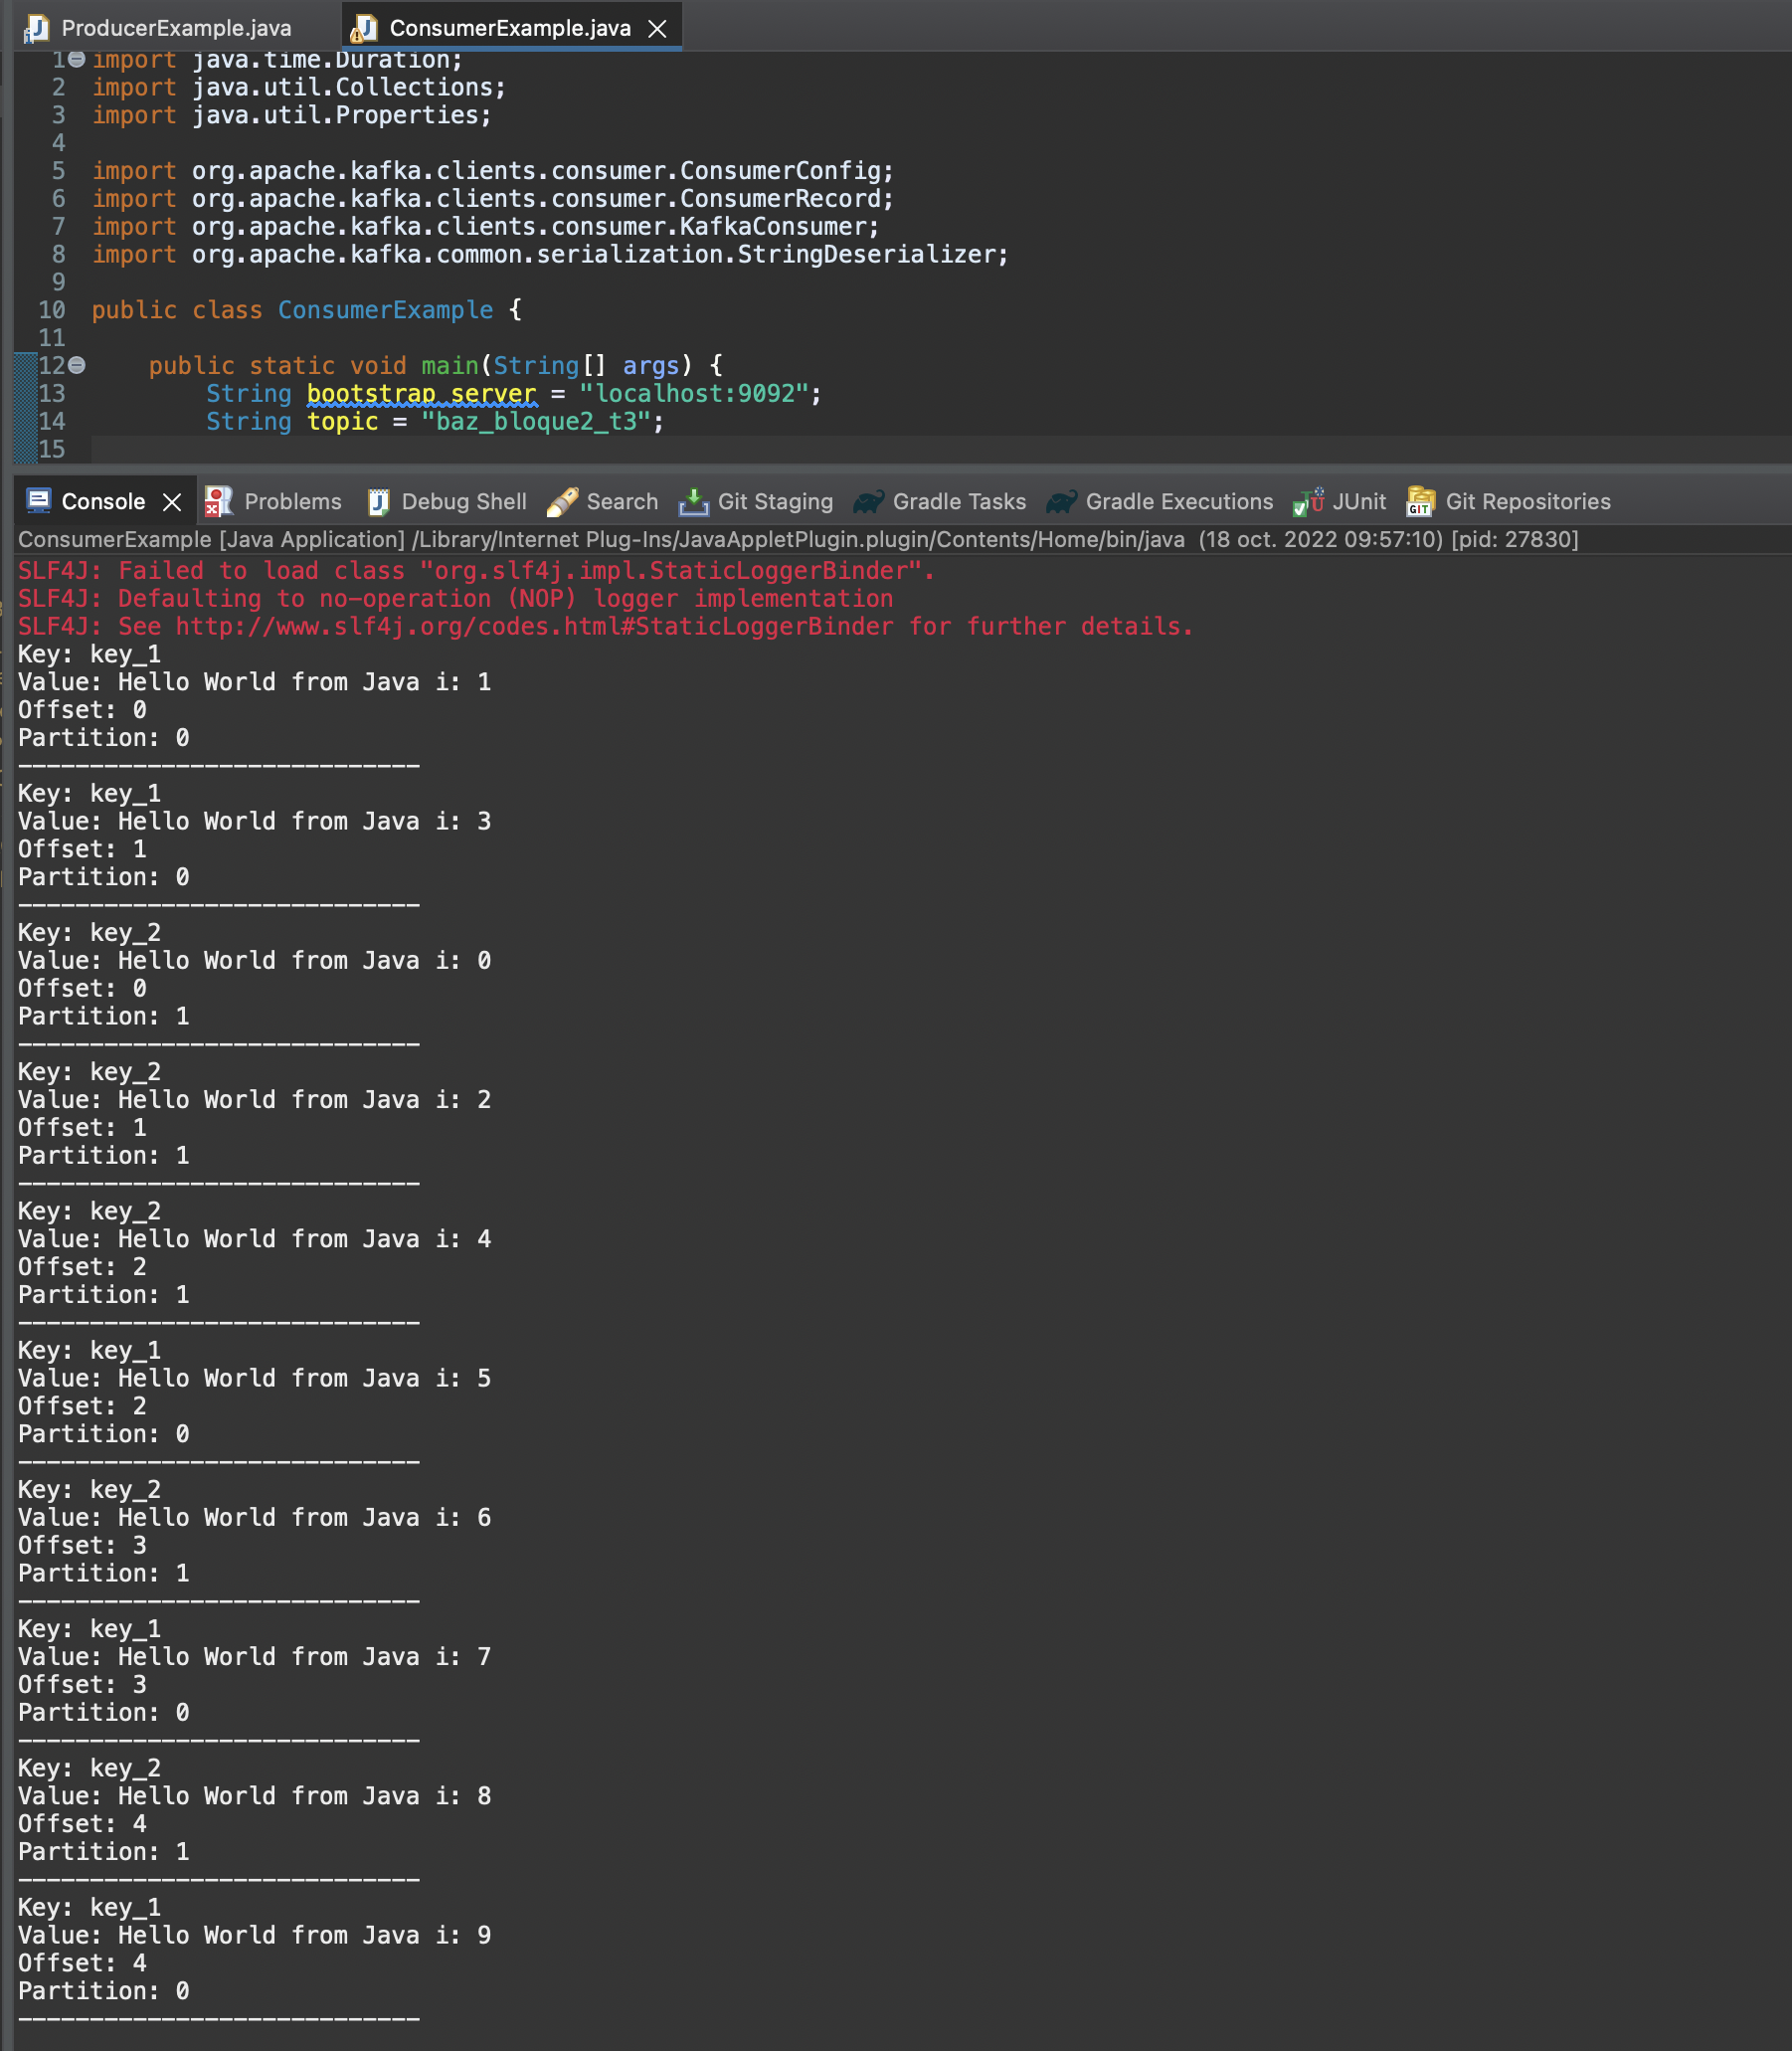 ProducerExample.java
ConsumerExample.java
1 import java.time.Duration;
2 import java.util.Collections;
3 import java.util.Properties;
4
5 import org.apache.kafka.clients.consumer.ConsumerConfig;
6 import org.apache.kafka.clients.consumer.ConsumerRecord;
7 import org.apache.kafka.clients.consumer.KafkaConsumer;
8 import org.apache.kafka.common.serialization.StringDeserializer;
9
10 public class ConsumerExample {
11
12 public static void main(String[] args) {
13 String bootstrap_server = "localhost:9092";
14 String topic = "baz_bloque2_t3";
15
Console Problems Debug Shell Search Git Staging Gradle Tasks Gradle Executions JUnit Git Repositories
ConsumerExample [Java Application] /Library/Internet Plug-Ins/JavaAppletPlugin.plugin/Contents/Home/bin/java (18 oct. 2022 09:57:10) [pid: 27830]
SLF4J: Failed to load class "org.slf4j.impl.StaticLoggerBinder".
SLF4J: Defaulting to no-operation (NOP) logger implementation
SLF4J: See http://www.slf4j.org/codes.html#StaticLoggerBinder for further details.
Key: key_1
Value: Hello World from Java i: 1
Offset: 0
Partition: 0
----------------------------
Key: key_1
Value: Hello World from Java i: 3
Offset: 1
Partition: 0
----------------------------
Key: key_2
Value: Hello World from Java i: 0
Offset: 0
Partition: 1
----------------------------
Key: key_2
Value: Hello World from Java i: 2
Offset: 1
Partition: 1
----------------------------
Key: key_2
Value: Hello World from Java i: 4
Offset: 2
Partition: 1
----------------------------
Key: key_1
Value: Hello World from Java i: 5
Offset: 2
Partition: 0
----------------------------
Key: key_2
Value: Hello World from Java i: 6
Offset: 3
Partition: 1
----------------------------
Key: key_1
Value: Hello World from Java i: 7
Offset: 3
Partition: 0
----------------------------
Key: key_2
Value: Hello World from Java i: 8
Offset: 4
Partition: 1
----------------------------
Key: key_1
Value: Hello World from Java i: 9
Offset: 4
Partition: 0
----------------------------